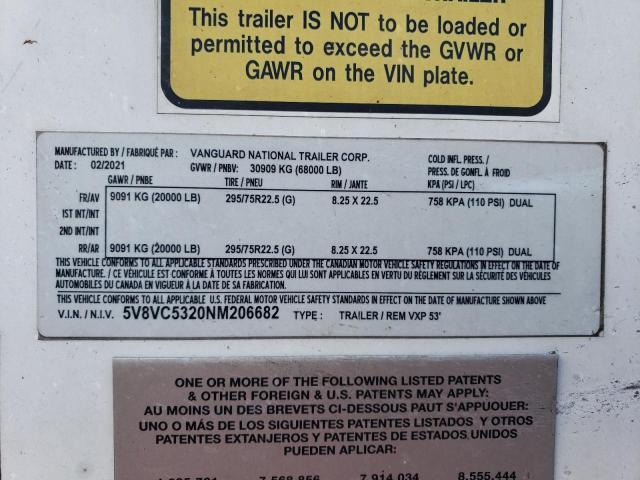 This trailer IS NOT to be loaded or
permitted to exceed the GVWR or
GAWR on the VIN plate.
MANUFACTURED BY / FABRIQUÉ PAR : VANGUARD NATIONAL TRAILER CORP.
DATE : 02/2021 GVWR / PNBV: 30909 KG (68000 LB)
COLD INFL. PRESS. /
PRESS. DE GONFL. À FROID
GAWR / PNBE TIRE / PNEU RIM / JANTE KPA (PSI / LPC)
FR/AV 9091 KG (20000 LB) 295/75R22.5 (G) 8.25 X 22.5 758 KPA (110 PSI) DUAL
1ST INT/INT
2ND INT/INT
RR/AR 9091 KG (20000 LB) 295/75R22.5 (G) 8.25 X 22.5 758 KPA (110 PSI) DUAL
THIS VEHICLE CONFORMS TO ALL APPLICABLE STANDARDS PRESCRIBED UNDER THE CANADIAN MOTOR VEHICLE SAFETY REGULATIONS IN EFFECT ON THE DATE OF
MANUFACTURE. / CE VÉHICULE EST CONFORME À TOUTES LES NORMES QUI LUI SONT APPLICABLES EN VERTU DU RÈGLEMENT SUR LA SÉCURITÉ DES VÉHICULES
AUTOMOBILES DU CANADA EN VIGUEUR À LA DATE DE SA FABRICATION.
THIS VEHICLE CONFORMS TO ALL APPLICABLE U.S. FEDERAL MOTOR VEHICLE SAFETY STANDARDS IN EFFECT ON THE DATE OF MANUFACTURE SHOWN ABOVE
V.I.N. / N.I.V. 5V8VC5320NM206682 TYPE: TRAILER / REM VXP 53'
ONE OR MORE OF THE FOLLOWING LISTED PATENTS
& OTHER FOREIGN & U.S. PATENTS MAY APPLY:
AU MOINS UN DES BREVETS CI-DESSOUS PAUT S'APPUOUER:
UNO O MÁS DE LOS SIGUIENTES PATENTES LISTADOS Y OTROS
PATENTES EXTANJEROS Y PATENTES DE ESTADOS UNIDOS
PUEDEN APLICAR:
7,568,856 7,914,034 8,555,444